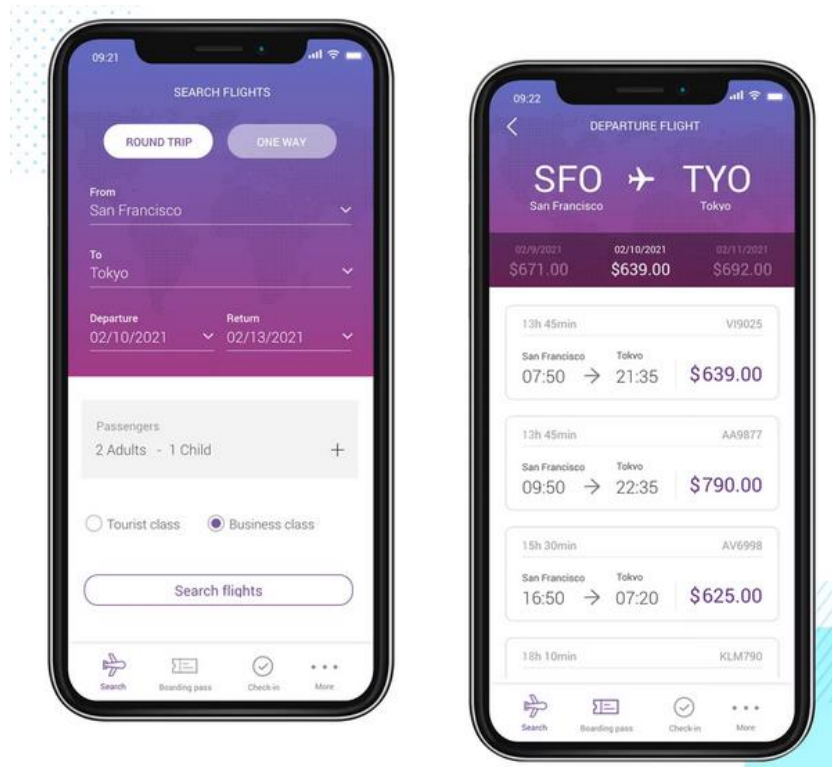 09:21
SEARCH FLIGHTS
ROUND TRIP ONE WAY
From
San Francisco
To
Tokyo
Departure Return
02/10/2021 02/13/2021
Passengers
2 Adults - 1 Child +
Tourist class Business class
Search flights
Search Boarding pass Check-in More
09:22
DEPARTURE FLIGHT
SFO TYO
San Francisco Tokyo
02/9/2021 02/10/2021 02/11/2021
$671.00 $639.00 $692.00
13h 45min VI9025
San Francisco Tokyo
07:50 → 21:35 $639.00
13h 45min AA9877
San Francisco Tokyo
09:50 → 22:35 $790.00
15h 30min AV6998
San Francisco Tokyo
16:50 → 07:20 $625.00
18h 10min KLM790
Search Boarding pass Check-in More